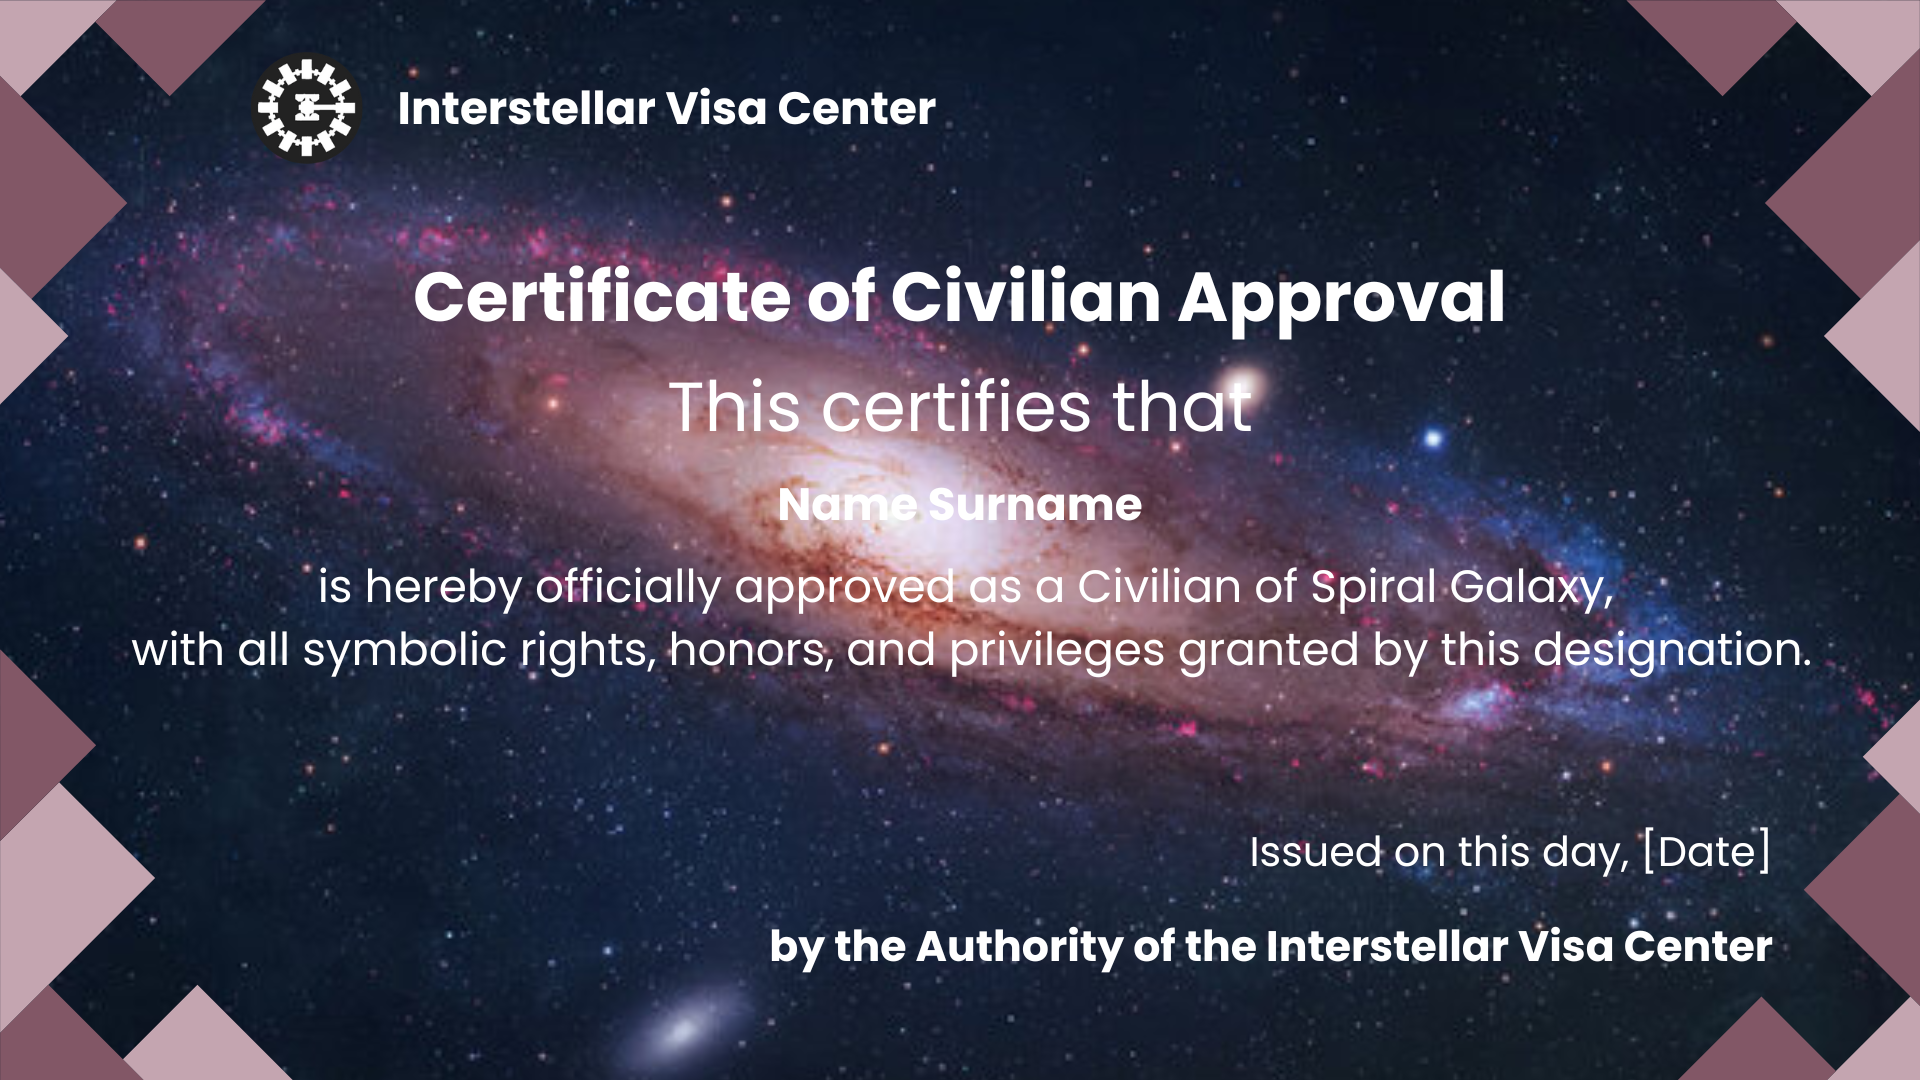 Interstellar Visa Center
Certificate of Civilian Approval
This certifies that
Name Surname
is hereby officially approved as a Civilian of Spiral Galaxy,
with all symbolic rights, honors, and privileges granted by this designation.
Issued on this day, [Date]
by the Authority of the Interstellar Visa Center